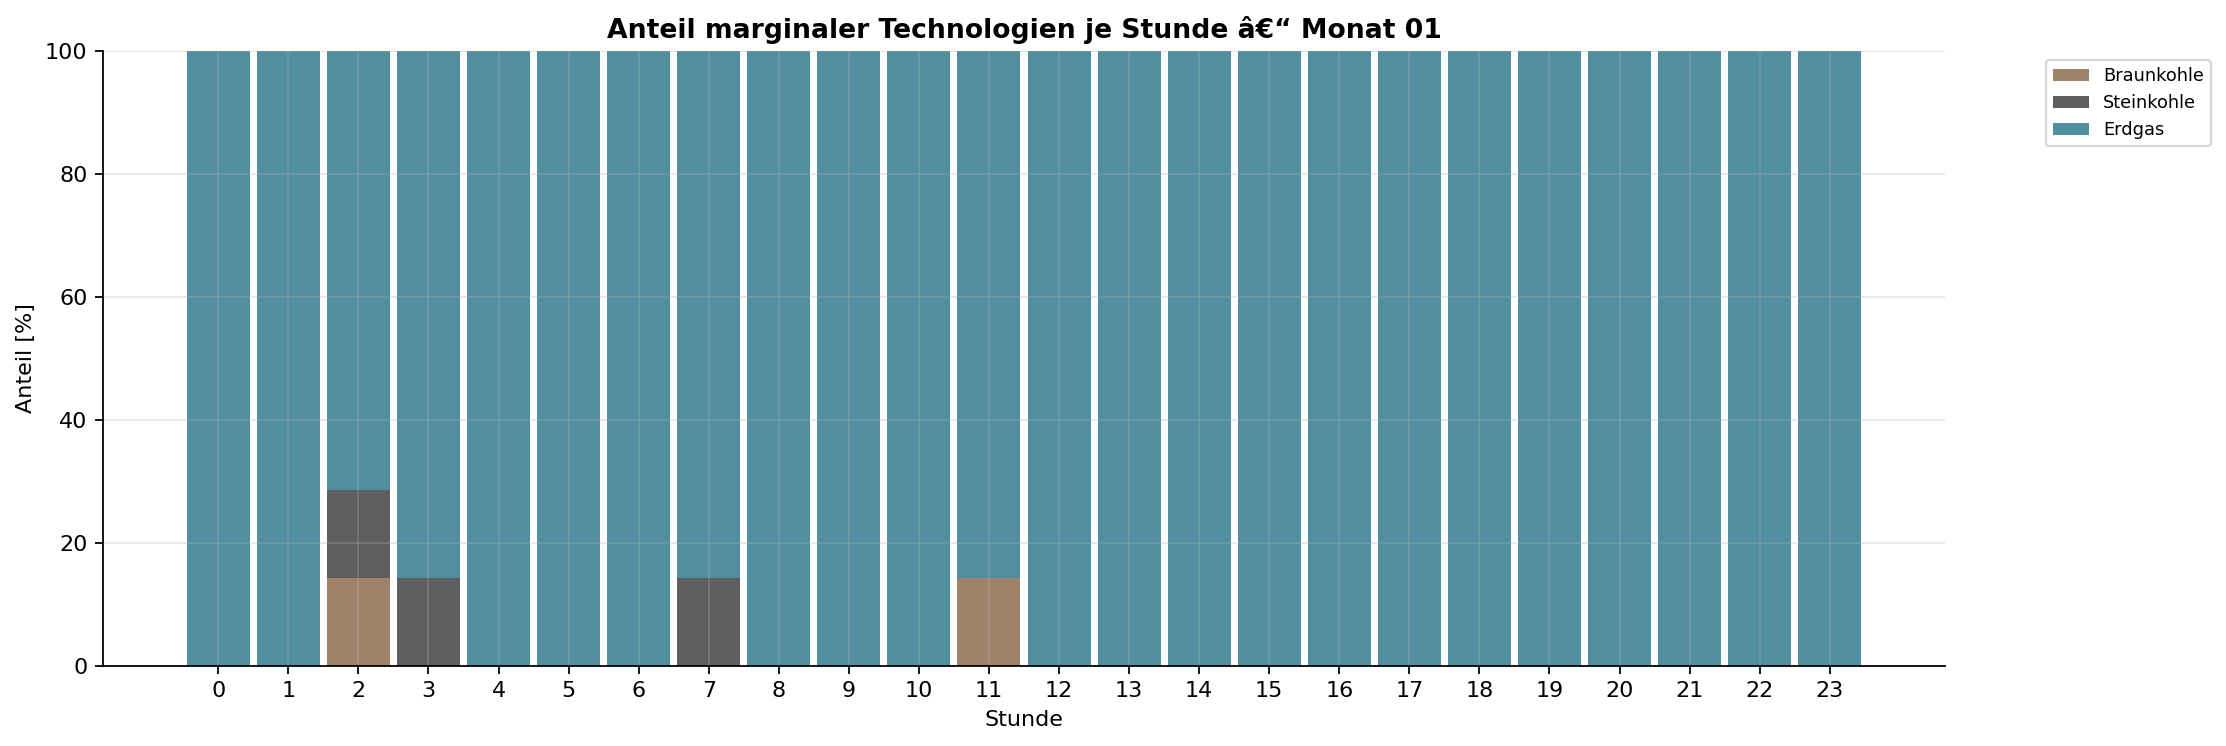 Anteil marginaler Technologien je Stunde â€“ Monat 01
100
80
60
40
20
0
Anteil [%]
0 1 2 3 4 5 6 7 8 9 10 11 12 13 14 15 16 17 18 19 20 21 22 23
Stunde
Braunkohle
Steinkohle
Erdgas